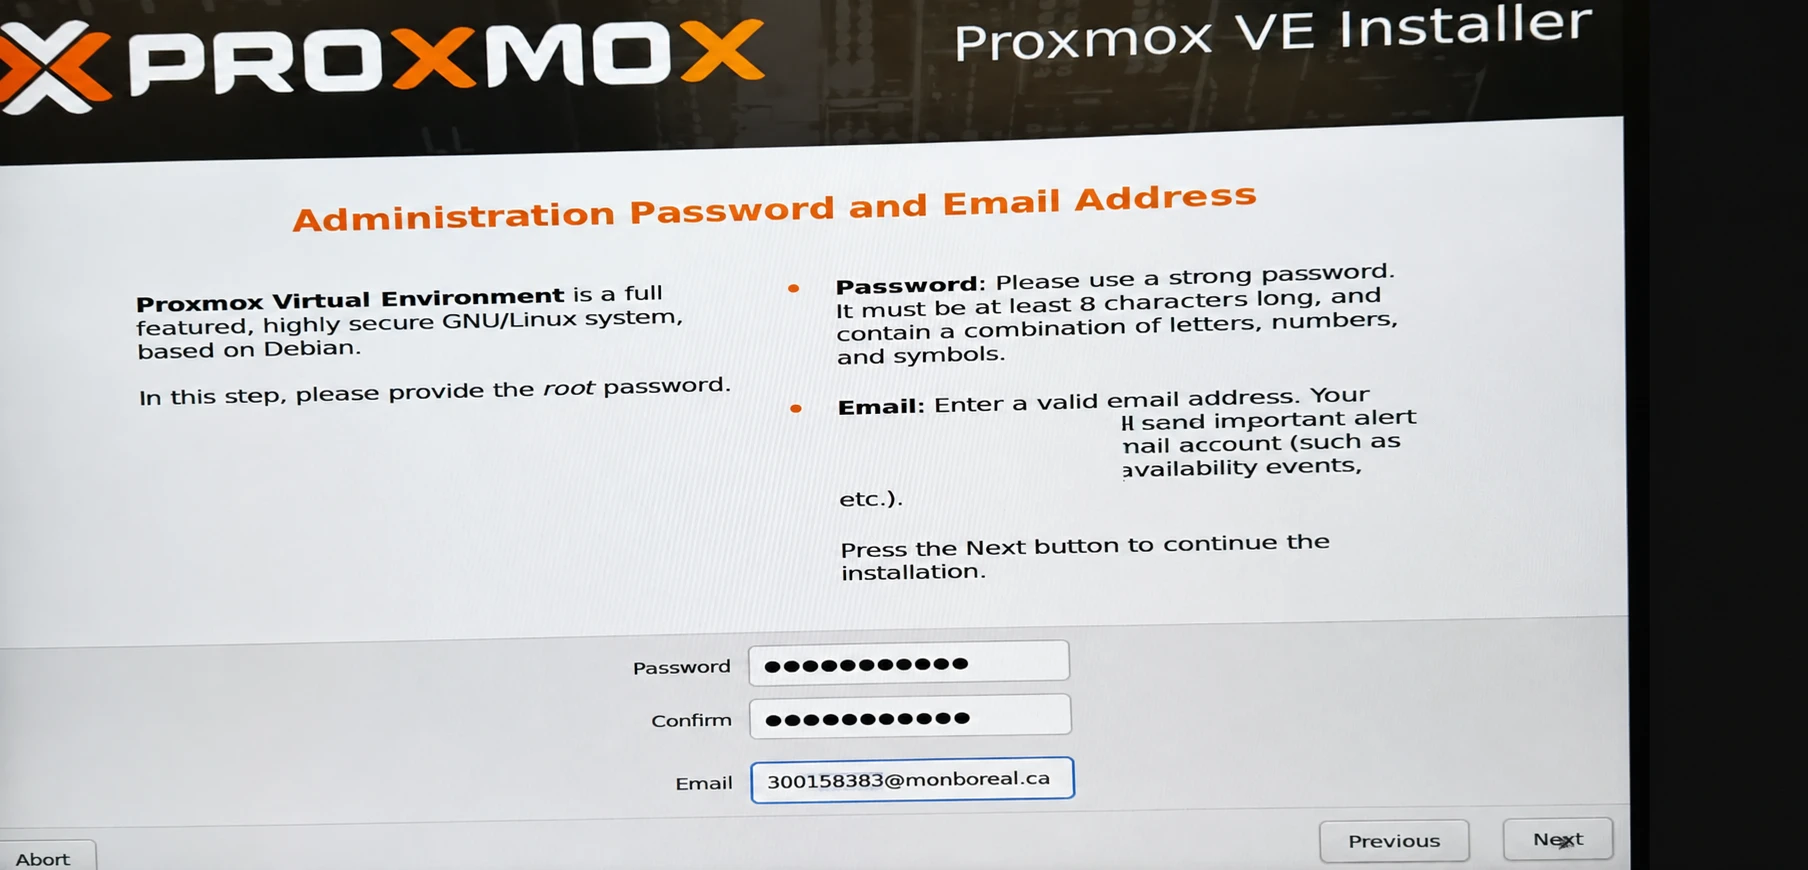 PROXMOX
Proxmox VE Installer
Administration Password and Email Address
Proxmox Virtual Environment is a full
featured, highly secure GNU/Linux system,
based on Debian.
In this step, please provide the root password.
Password: Please use a strong password.
It must be at least 8 characters long, and
contain a combination of letters, numbers,
and symbols.
Email: Enter a valid email address. Your
send important alert
account (such as
availability events,
etc.).
Press the Next button to continue the
installation.
Password ●●●●●●●●●●●
Confirm ●●●●●●●●●●●
Email 300158383@monboreal.ca
Abort
Previous
Next